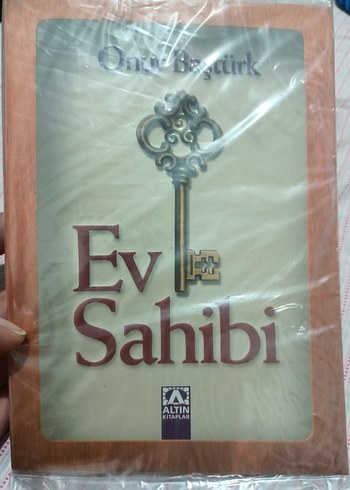 Onur Baştürk
Ev
Sahibi
ALTIN
KİTAPLAR